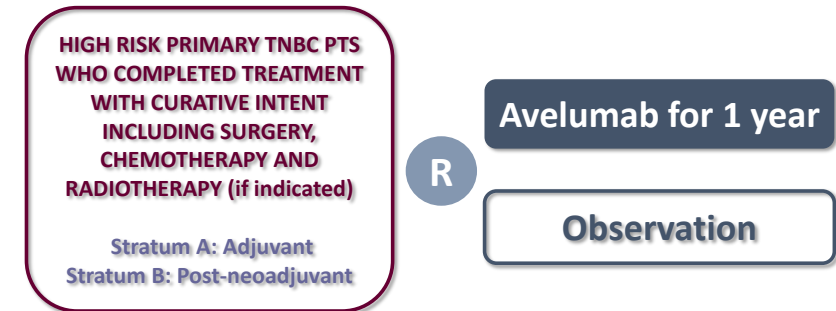 HIGH RISK PRIMARY TNBC PTS
WHO COMPLETED TREATMENT
WITH CURATIVE INTENT
INCLUDING SURGERY,
CHEMOTHERAPY AND
RADIOTHERAPY (if indicated)
Stratum A: Adjuvant
Stratum B: Post-neoadjuvant
R
Avelumab for 1 year
Observation